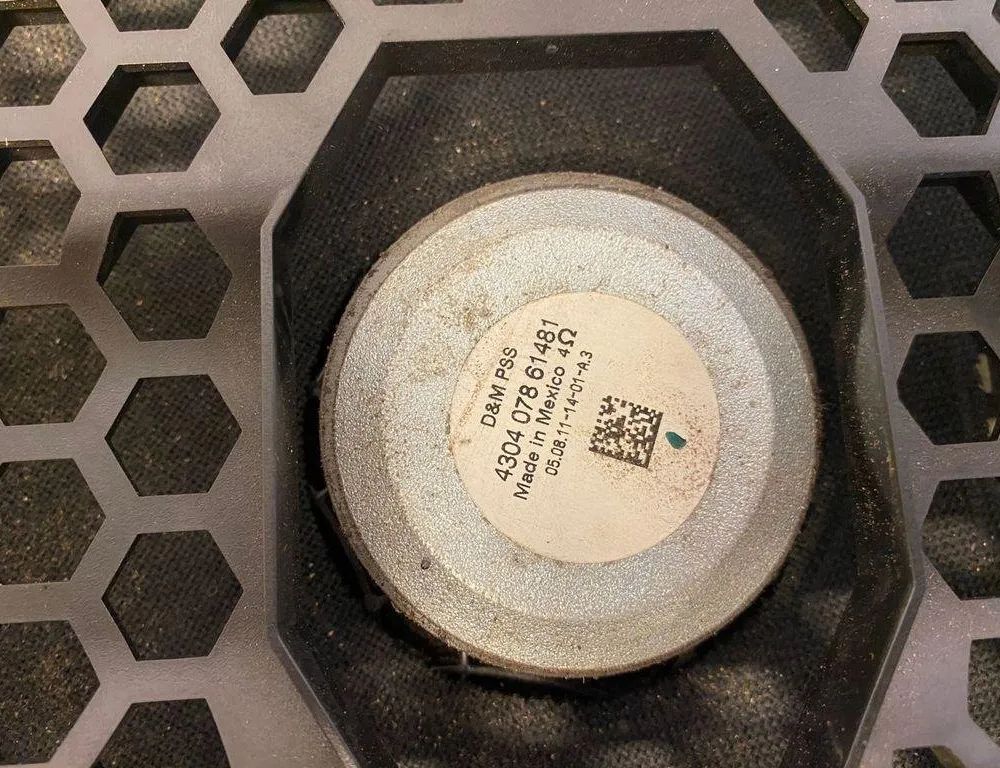 D&M PSS
4304 078 61481
Made in Mexico 4Ω
05.08.11-14-01-A.3